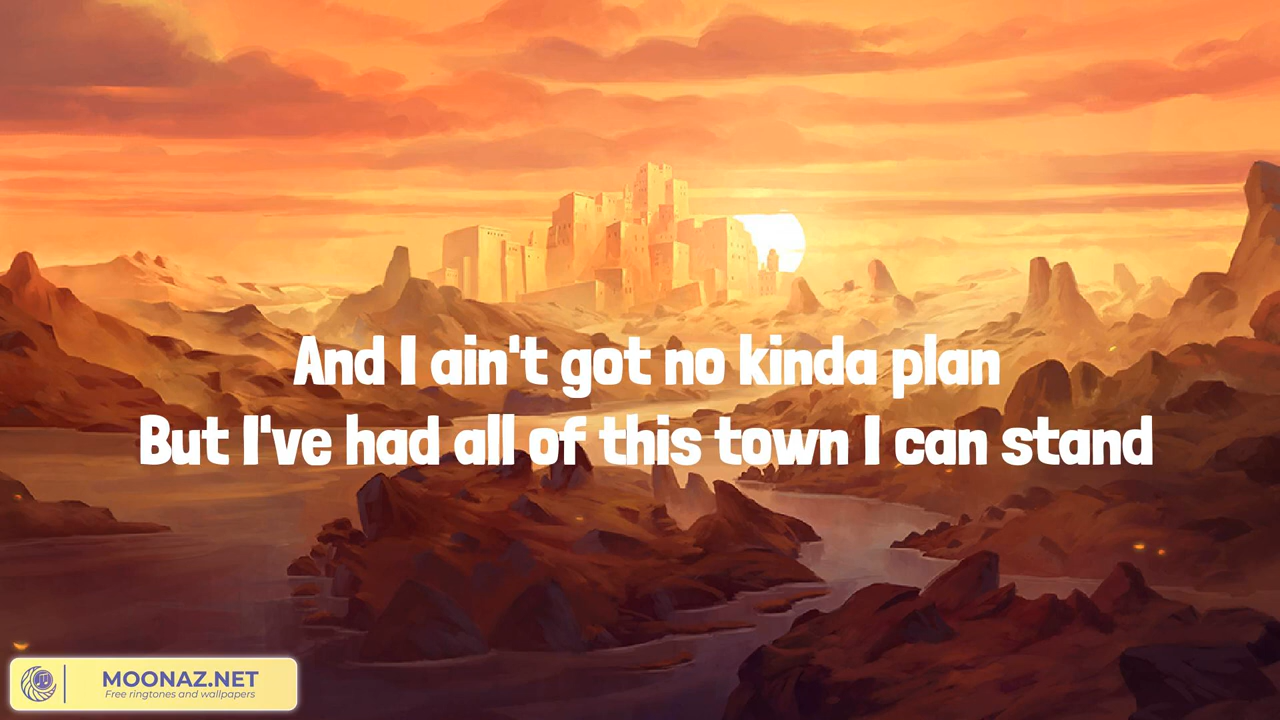 And I ain't got no kinda plan
But I've had all of this town I can stand
MOONAZ.NET
Free ringtones and wallpapers